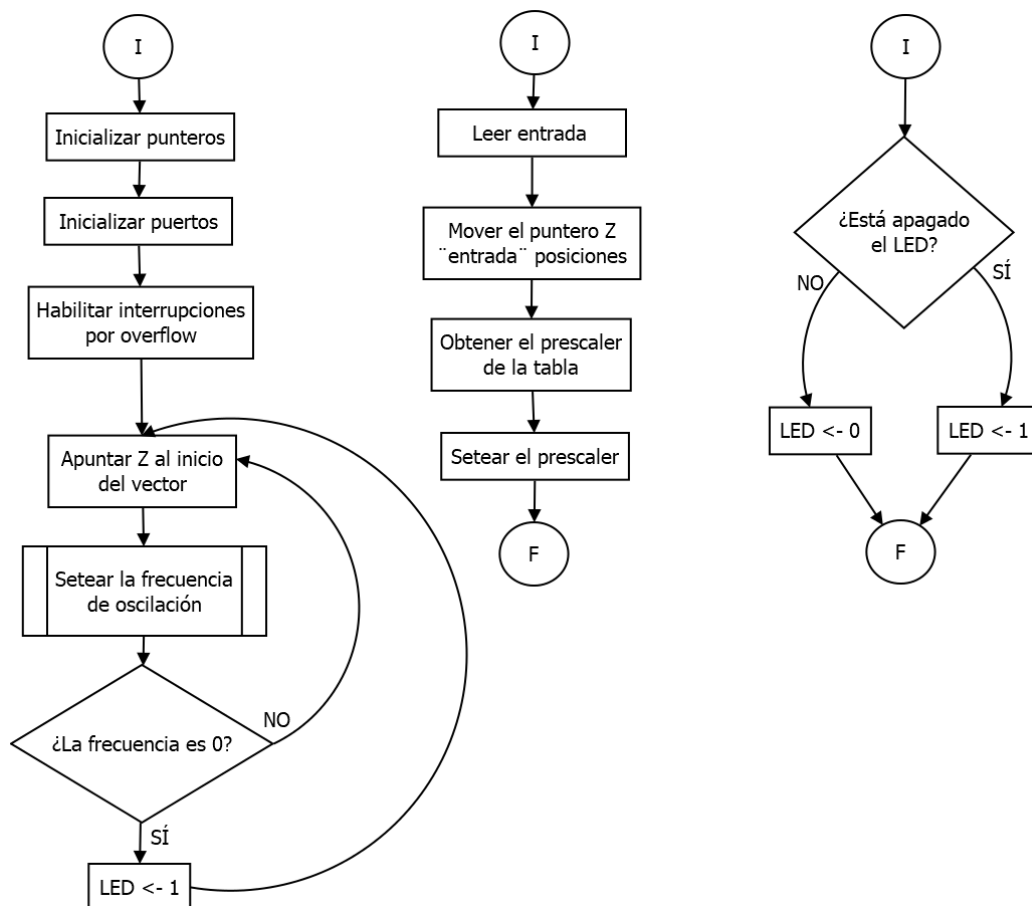 I
Inicializar punteros
Inicializar puertos
Habilitar interrupciones
por overflow
Apuntar Z al inicio
del vector
Setear la frecuencia
de oscilación
¿La frecuencia es 0?
NO
SÍ
LED <- 1
I
Leer entrada
Mover el puntero Z
¨entrada¨ posiciones
Obtener el prescaler
de la tabla
Setear el prescaler
F
I
¿Está apagado
el LED?
NO
SÍ
LED <- 0
LED <- 1
F